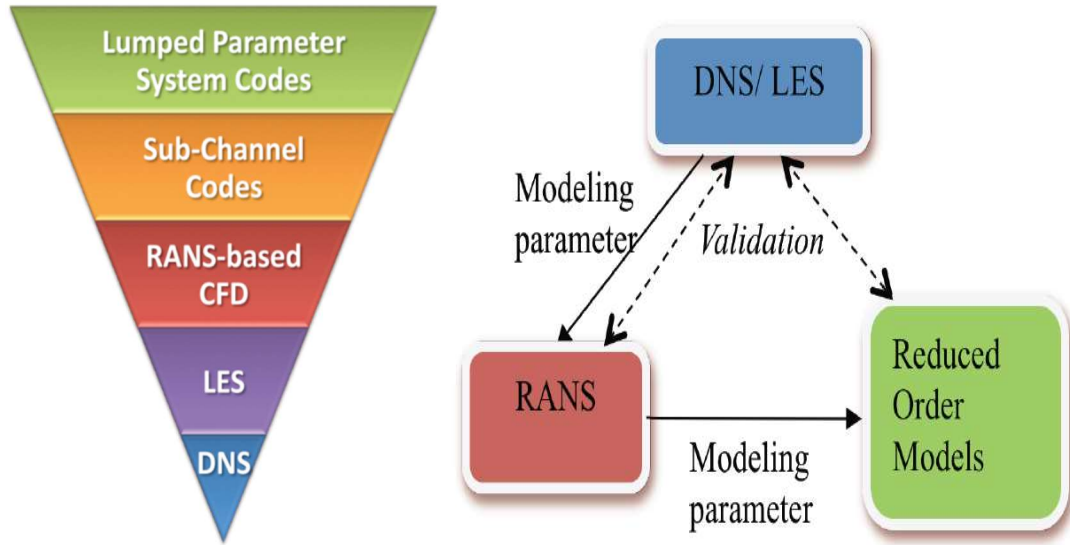 Lumped Parameter
System Codes
Sub-Channel
Codes
RANS-based
CFD
LES
DNS
DNS/ LES
Modeling
parameter
Validation
RANS
Modeling
parameter
Reduced
Order
Models